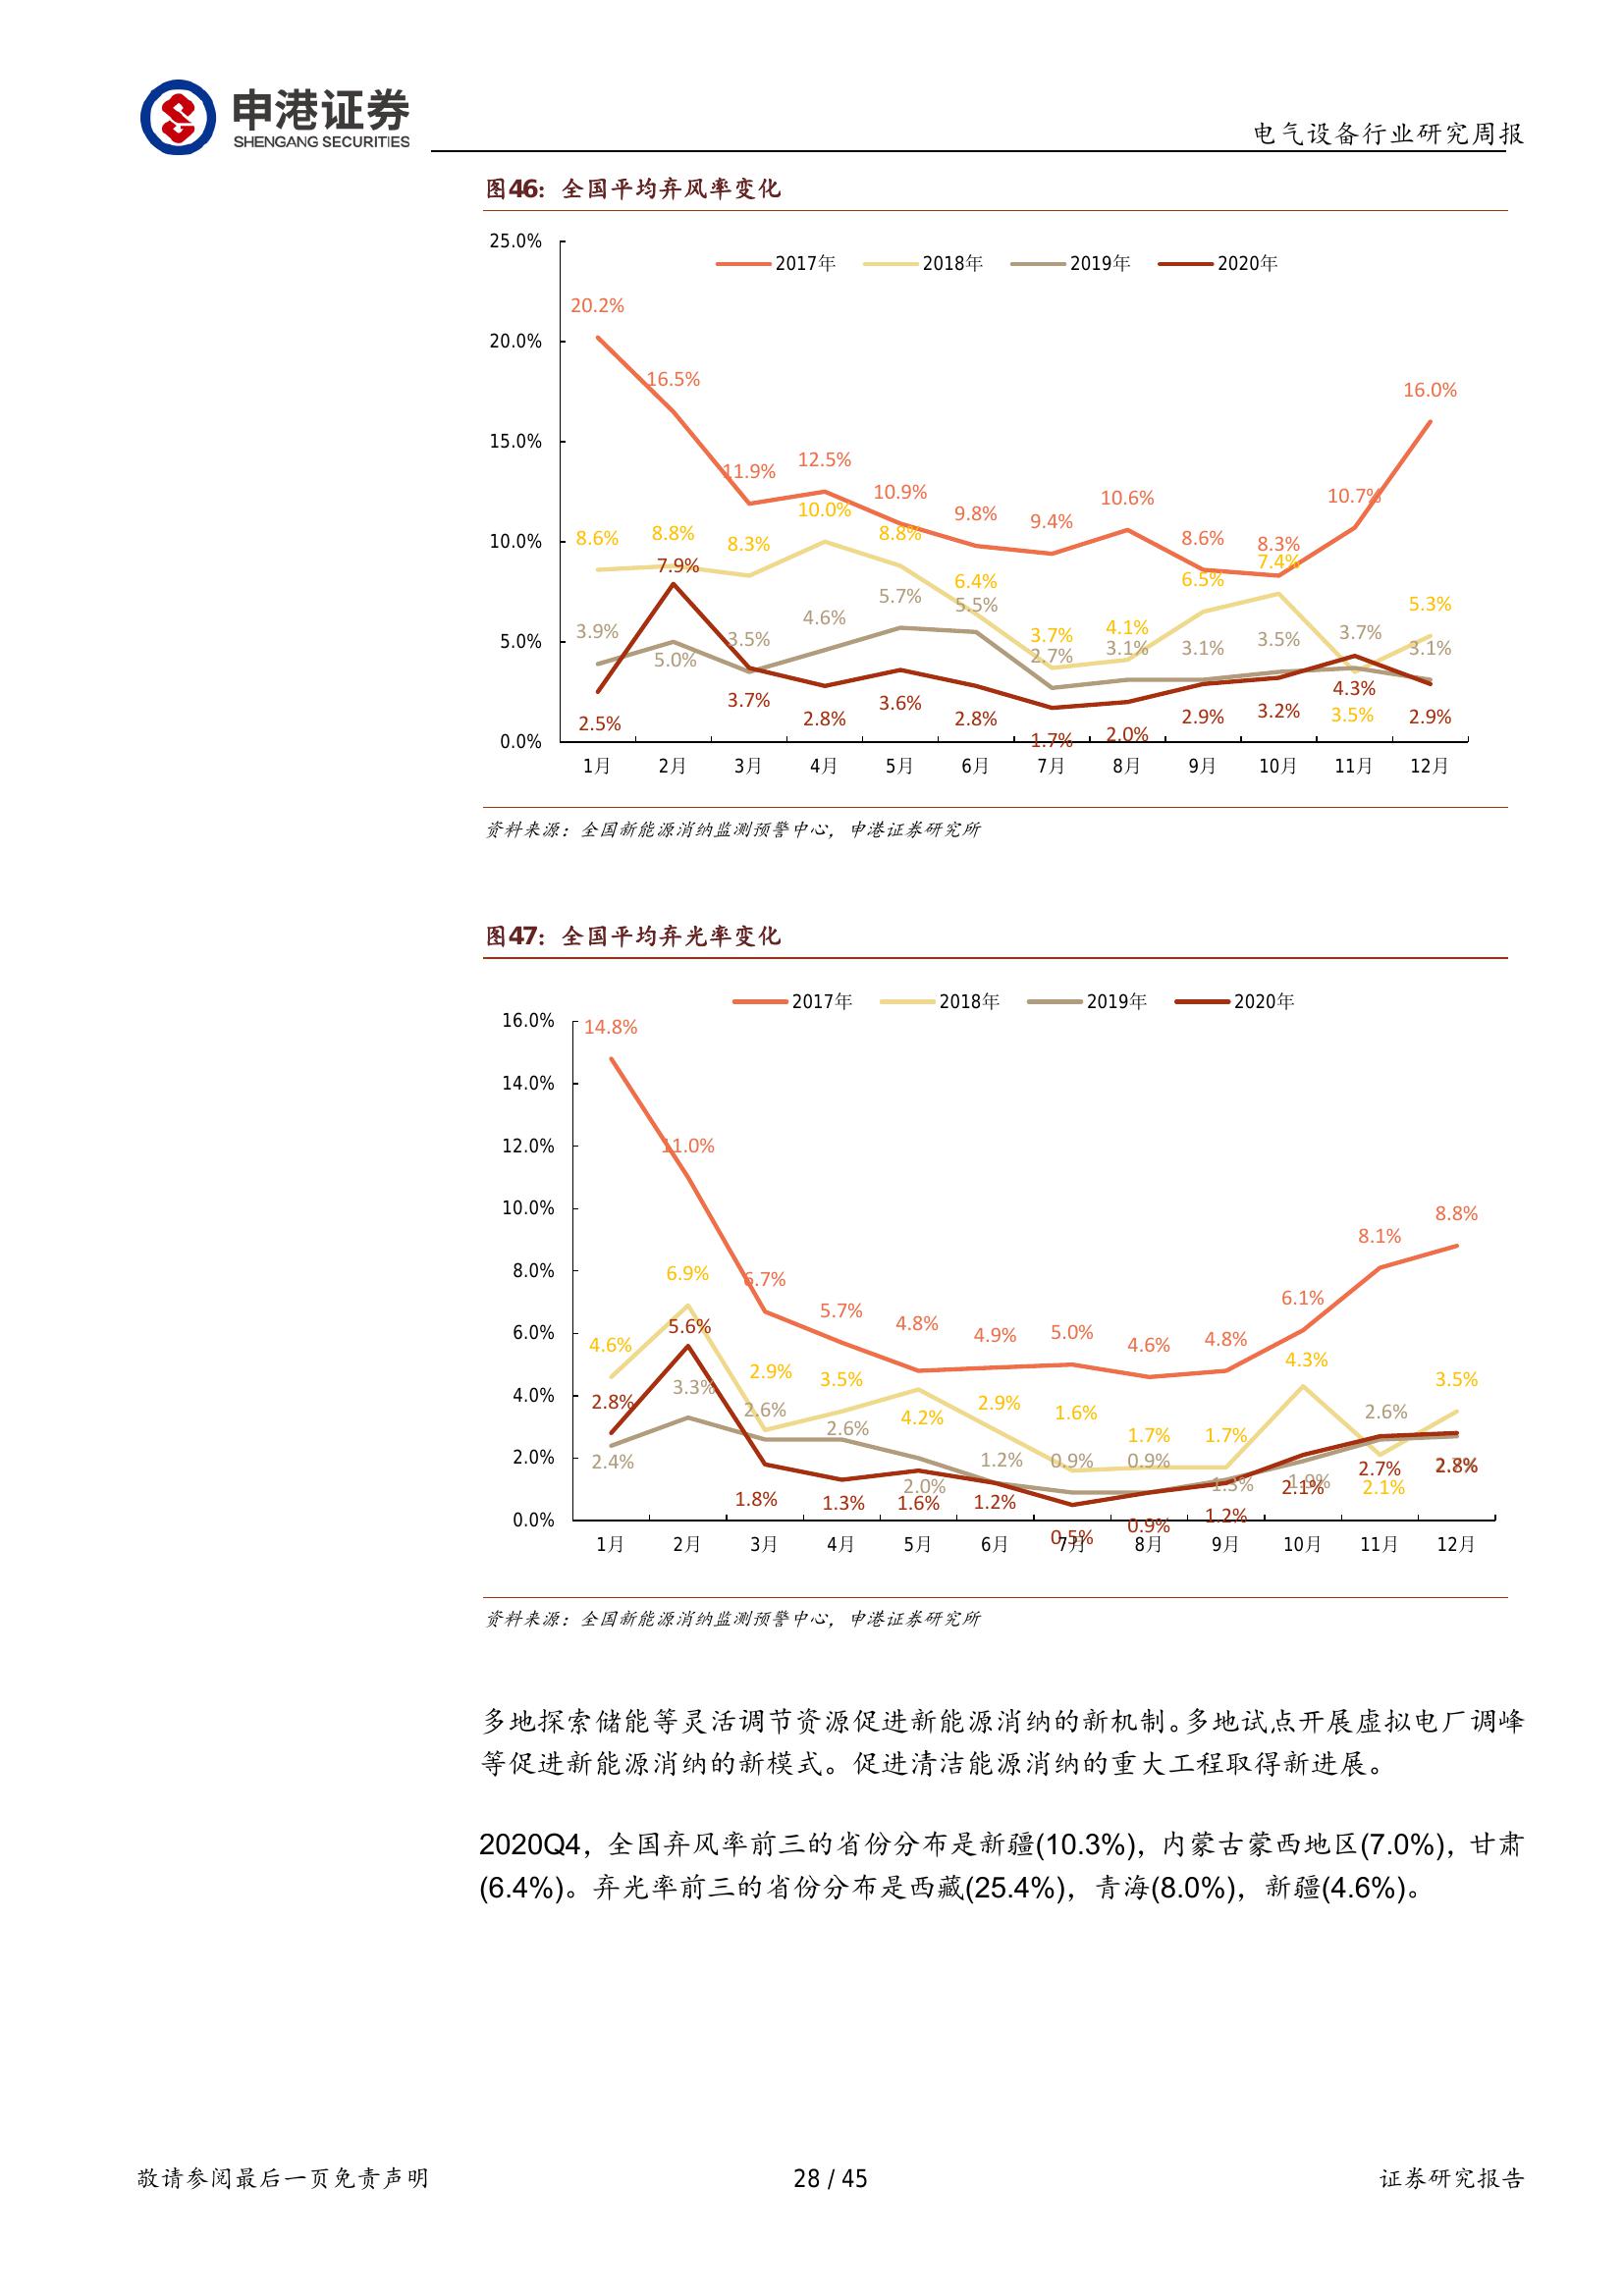 申港证券
SHENGANG SECURITIES
电气设备行业研究周报
图46：全国平均弃风率变化
2017年 2018年 2019年 2020年
25.0%
20.0%
15.0%
10.0%
5.0%
0.0%
20.2% 16.5% 11.9% 12.5% 10.9% 9.8% 9.4% 10.6% 8.6% 8.3% 10.7% 16.0%
8.6% 8.8% 8.3% 10.0% 8.8% 6.4% 3.7% 4.1% 6.5% 7.4% 3.5% 5.3%
3.9% 5.0% 3.5% 4.6% 5.7% 5.5% 2.7% 3.1% 3.1% 3.5% 3.7% 3.1%
2.5% 7.9% 3.7% 2.8% 3.6% 2.8% 1.7% 2.0% 2.9% 3.2% 4.3% 2.9%
1月 2月 3月 4月 5月 6月 7月 8月 9月 10月 11月 12月
资料来源：全国新能源消纳监测预警中心，申港证券研究所
图47：全国平均弃光率变化
2017年 2018年 2019年 2020年
16.0%
14.0%
12.0%
10.0%
8.0%
6.0%
4.0%
2.0%
0.0%
14.8% 11.0% 6.7% 5.7% 4.8% 4.9% 5.0% 4.6% 4.8% 6.1% 8.1% 8.8%
4.6% 6.9% 2.9% 3.5% 4.2% 2.9% 1.6% 1.7% 1.7% 4.3% 2.1% 3.5%
2.4% 3.3% 2.6% 2.6% 2.0% 1.2% 0.9% 0.9% 1.3% 1.9% 2.6%
2.8% 5.6% 1.8% 1.3% 1.6% 1.2% 0.5% 0.9% 1.2% 2.1% 2.7% 2.8%
1月 2月 3月 4月 5月 6月 7月 8月 9月 10月 11月 12月
资料来源：全国新能源消纳监测预警中心，申港证券研究所
多地探索储能等灵活调节资源促进新能源消纳的新机制。多地试点开展虚拟电厂调峰
等促进新能源消纳的新模式。促进清洁能源消纳的重大工程取得新进展。
2020Q4，全国弃风率前三的省份分布是新疆(10.3%)，内蒙古蒙西地区(7.0%)，甘肃
(6.4%)。弃光率前三的省份分布是西藏(25.4%)，青海(8.0%)，新疆(4.6%)。
敬请参阅最后一页免责声明
28 / 45
证券研究报告